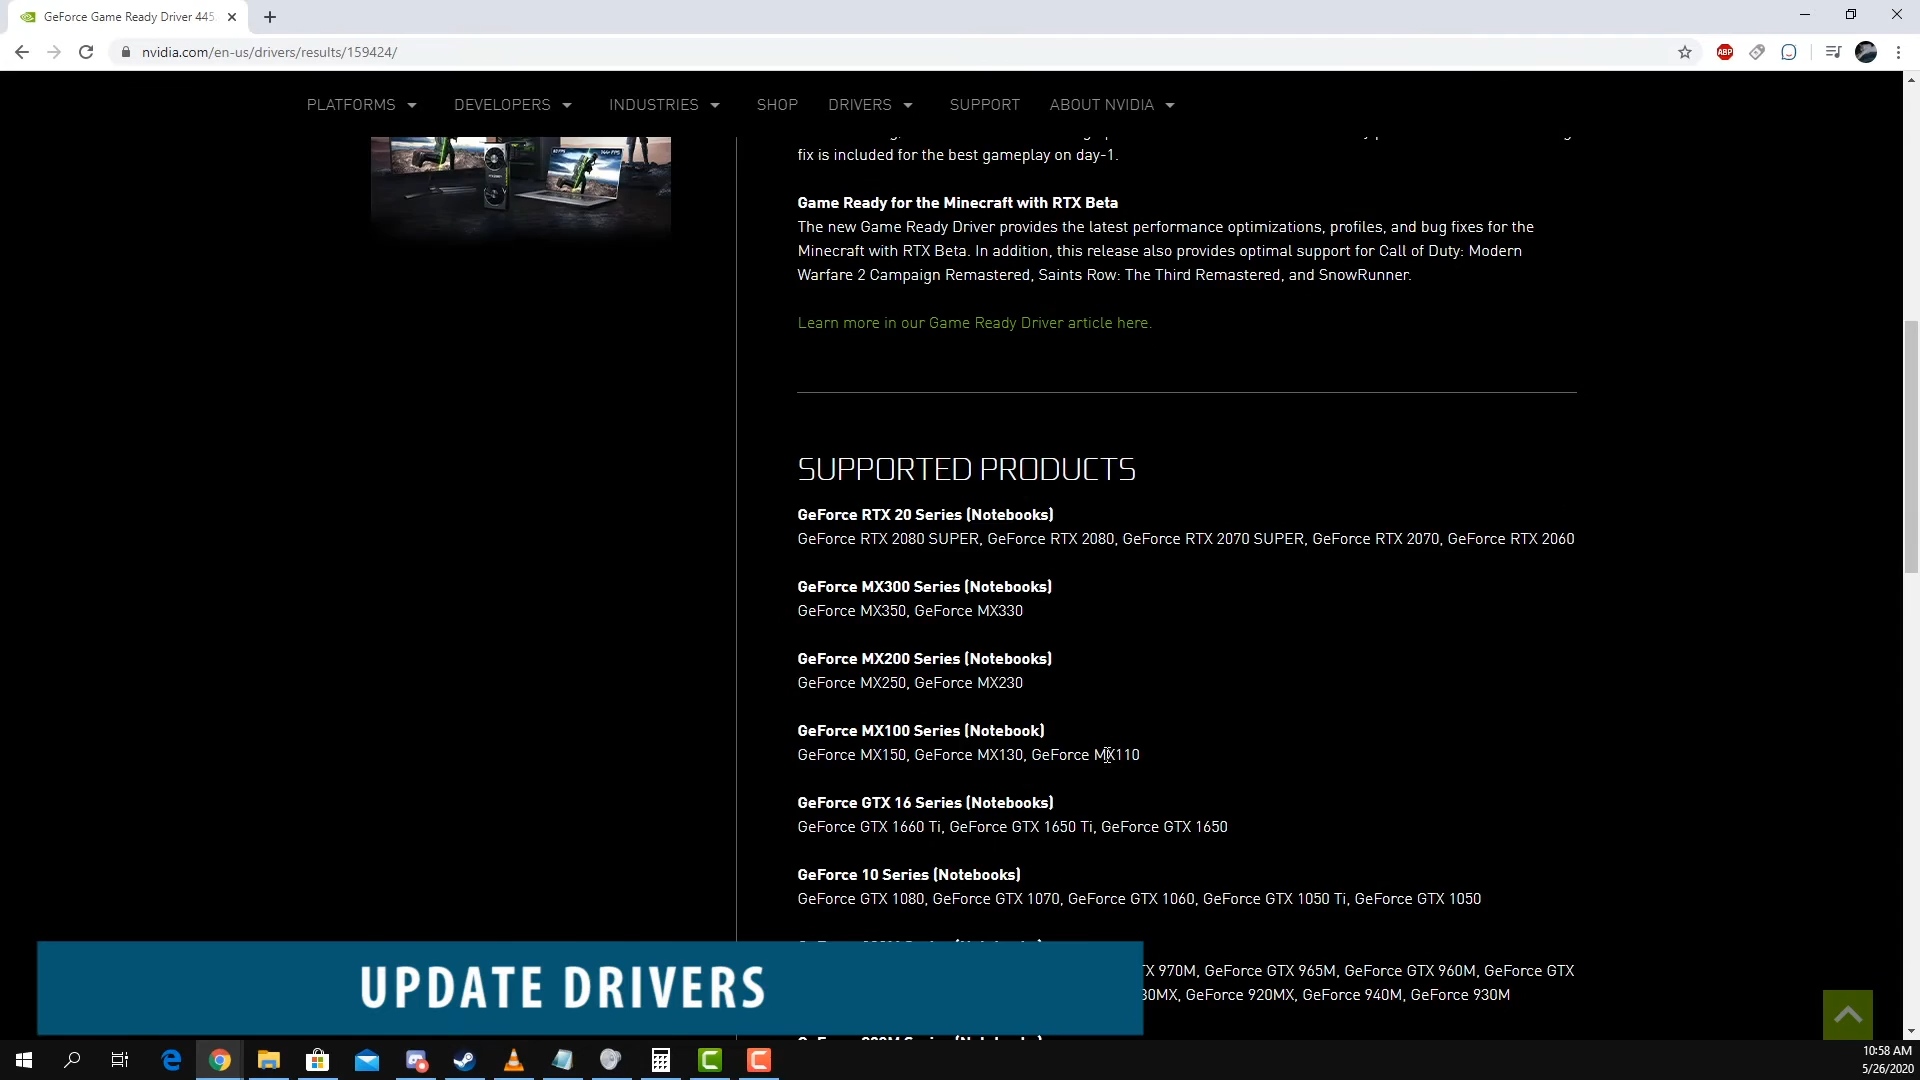 GeForce Game Ready Driver 445.
nvidia.com/en-us/drivers/results/159424/
ABP
PLATFORMS DEVELOPERS INDUSTRIES SHOP DRIVERS SUPPORT ABOUT NVIDIA
fix is included for the best gameplay on day-1.
Game Ready for the Minecraft with RTX Beta
The new Game Ready Driver provides the latest performance optimizations, profiles, and bug fixes for the
Minecraft with RTX Beta. In addition, this release also provides optimal support for Call of Duty: Modern
Warfare 2 Campaign Remastered, Saints Row: The Third Remastered, and SnowRunner.
Learn more in our Game Ready Driver article here.
SUPPORTED PRODUCTS
GeForce RTX 20 Series (Notebooks)
GeForce RTX 2080 SUPER, GeForce RTX 2080, GeForce RTX 2070 SUPER, GeForce RTX 2070, GeForce RTX 2060
GeForce MX300 Series (Notebooks)
GeForce MX350, GeForce MX330
GeForce MX200 Series (Notebooks)
GeForce MX250, GeForce MX230
GeForce MX100 Series (Notebook)
GeForce MX150, GeForce MX130, GeForce MX110
GeForce GTX 16 Series (Notebooks)
GeForce GTX 1660 Ti, GeForce GTX 1650 Ti, GeForce GTX 1650
GeForce 10 Series (Notebooks)
GeForce GTX 1080, GeForce GTX 1070, GeForce GTX 1060, GeForce GTX 1050 Ti, GeForce GTX 1050
970M, GeForce GTX 965M, GeForce GTX 960M, GeForce GTX
GeForce 920MX, GeForce 940M, GeForce 930M
UPDATE DRIVERS
10:58 AM
5/26/2020